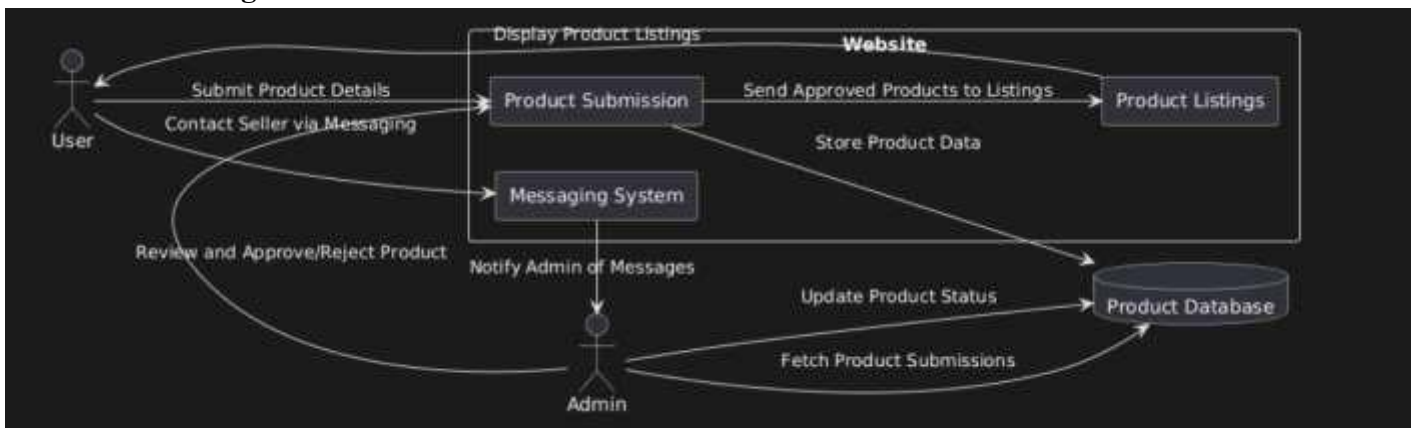 Display Product Listings
Website
Submit Product Details
Product Submission
Send Approved Products to Listings
Product Listings
Contact Seller via Messaging
User
Store Product Data
Messaging System
Review and Approve/Reject Product
Notify Admin of Messages
Update Product Status
Product Database
Fetch Product Submissions
Admin